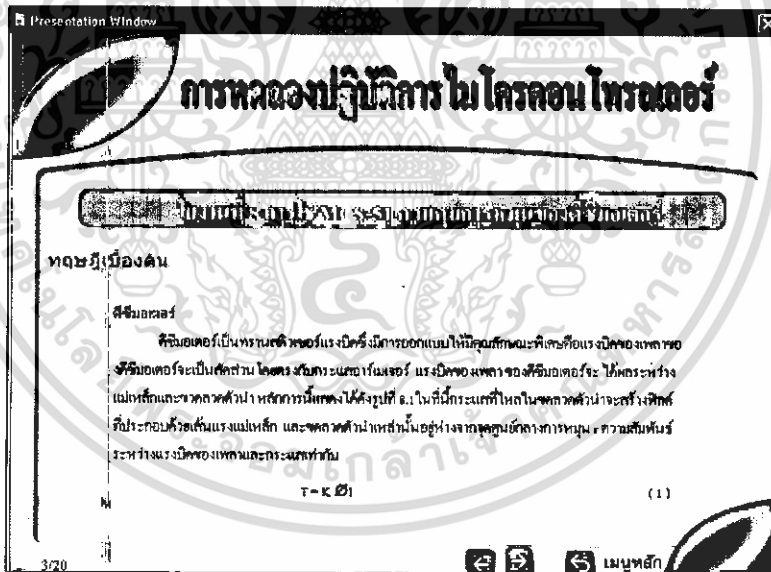 Presentation Window
การทดลองปฏิบัติการไมโครคอนโทรลเลอร์
ทฤษฎีเบื้องต้น
ดีซีมอเตอร์
ดีซีมอเตอร์เป็นทรานสดิวเซอร์แรงบิดซึ่งมีการออกแบบให้มีคุณลักษณะพิเศษคือแรงบิดของเพลาขอ
งดีซีมอเตอร์จะเป็นสัดส่วนโดยตรงกับกระแสอาร์เมเจอร์ แรงบิดของเพลาของดีซีมอเตอร์จะได้ผลระหว่าง
แม่เหล็กและขดลวดตัวนำ หลักการนี้แสดงได้ดังรูปที่ 8.1 ในที่นี้กระแสที่ไหลในขดลวดตัวนำจะสร้างฟิลด์
ที่ประกอบด้วยเส้นแรงแม่เหล็ก และขดลวดตัวนำเหล่านั้นอยู่ห่างจากจุดศูนย์กลางการหมุน r ความสัมพันธ์
ระหว่างแรงบิดของเพลาและกระแสเท่ากับ
T = K Ø I (1)
3/20 เมนูหลัก